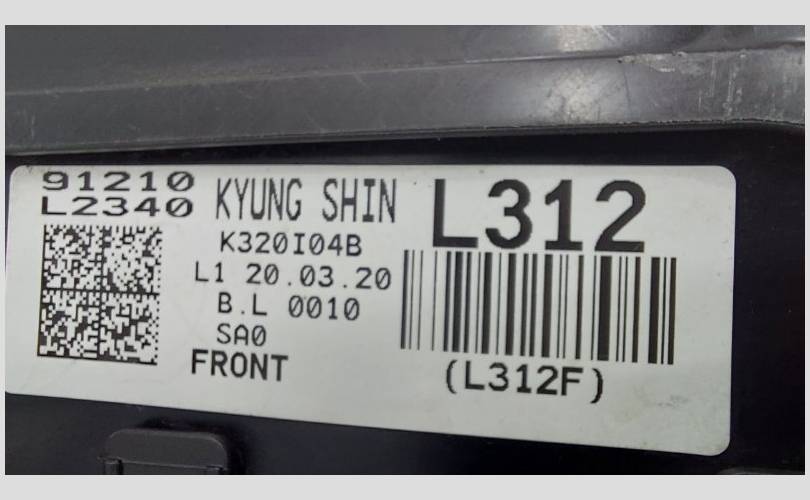 91210
L2340
KYUNG SHIN
L312
K320I04B
L1 20.03.20
B.L 0010
SA0
FRONT
(L312F)